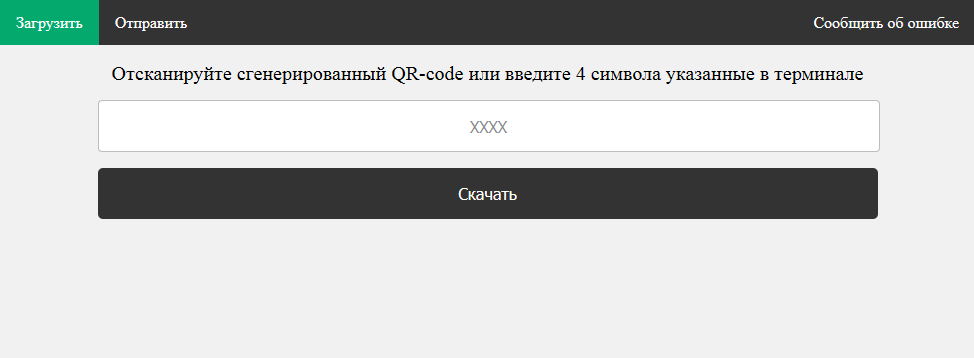 Загрузить Отправить Сообщить об ошибке
Отсканируйте сгенерированный QR-code или введите 4 символа указанные в терминале
XXXX
Скачать